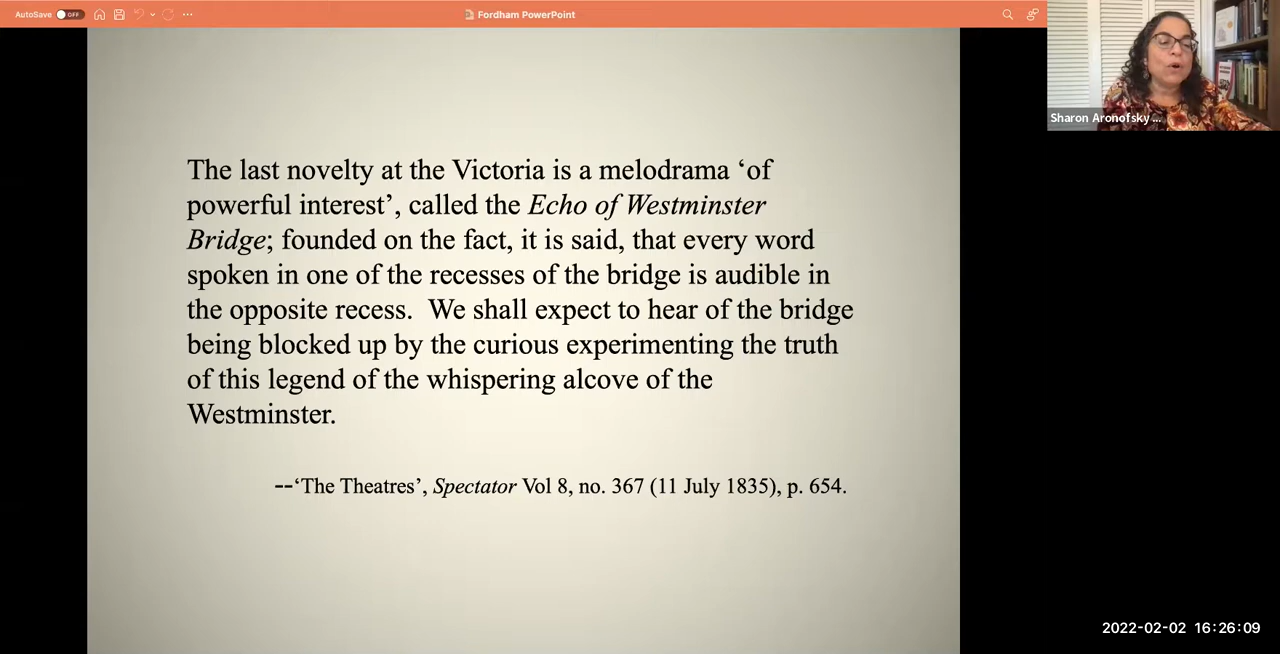 AutoSave OFF
Fordham PowerPoint
Sharon Aronofsky ...
The last novelty at the Victoria is a melodrama ‘of
powerful interest’, called the Echo of Westminster
Bridge; founded on the fact, it is said, that every word
spoken in one of the recesses of the bridge is audible in
the opposite recess.  We shall expect to hear of the bridge
being blocked up by the curious experimenting the truth
of this legend of the whispering alcove of the
Westminster.
--‘The Theatres’, Spectator Vol 8, no. 367 (11 July 1835), p. 654.
2022-02-02 16:26:09